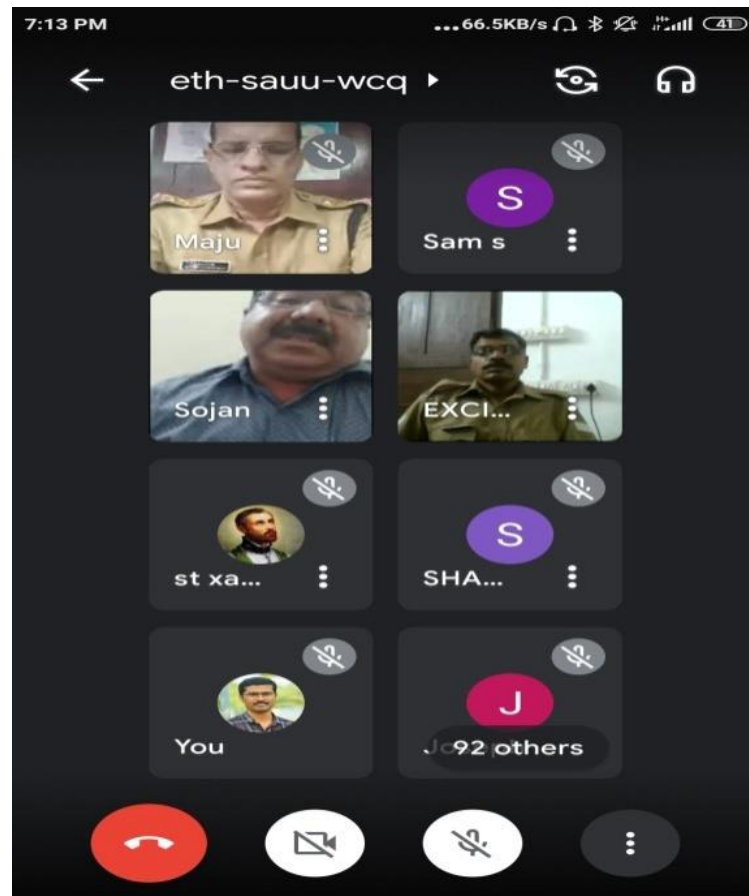 7:13 PM
...66.5KB/s
H+
41
eth-sauu-wcq
Maju
S
Sam s
Sojan
EXCI...
st xa...
S
SHA...
You
J
92 others